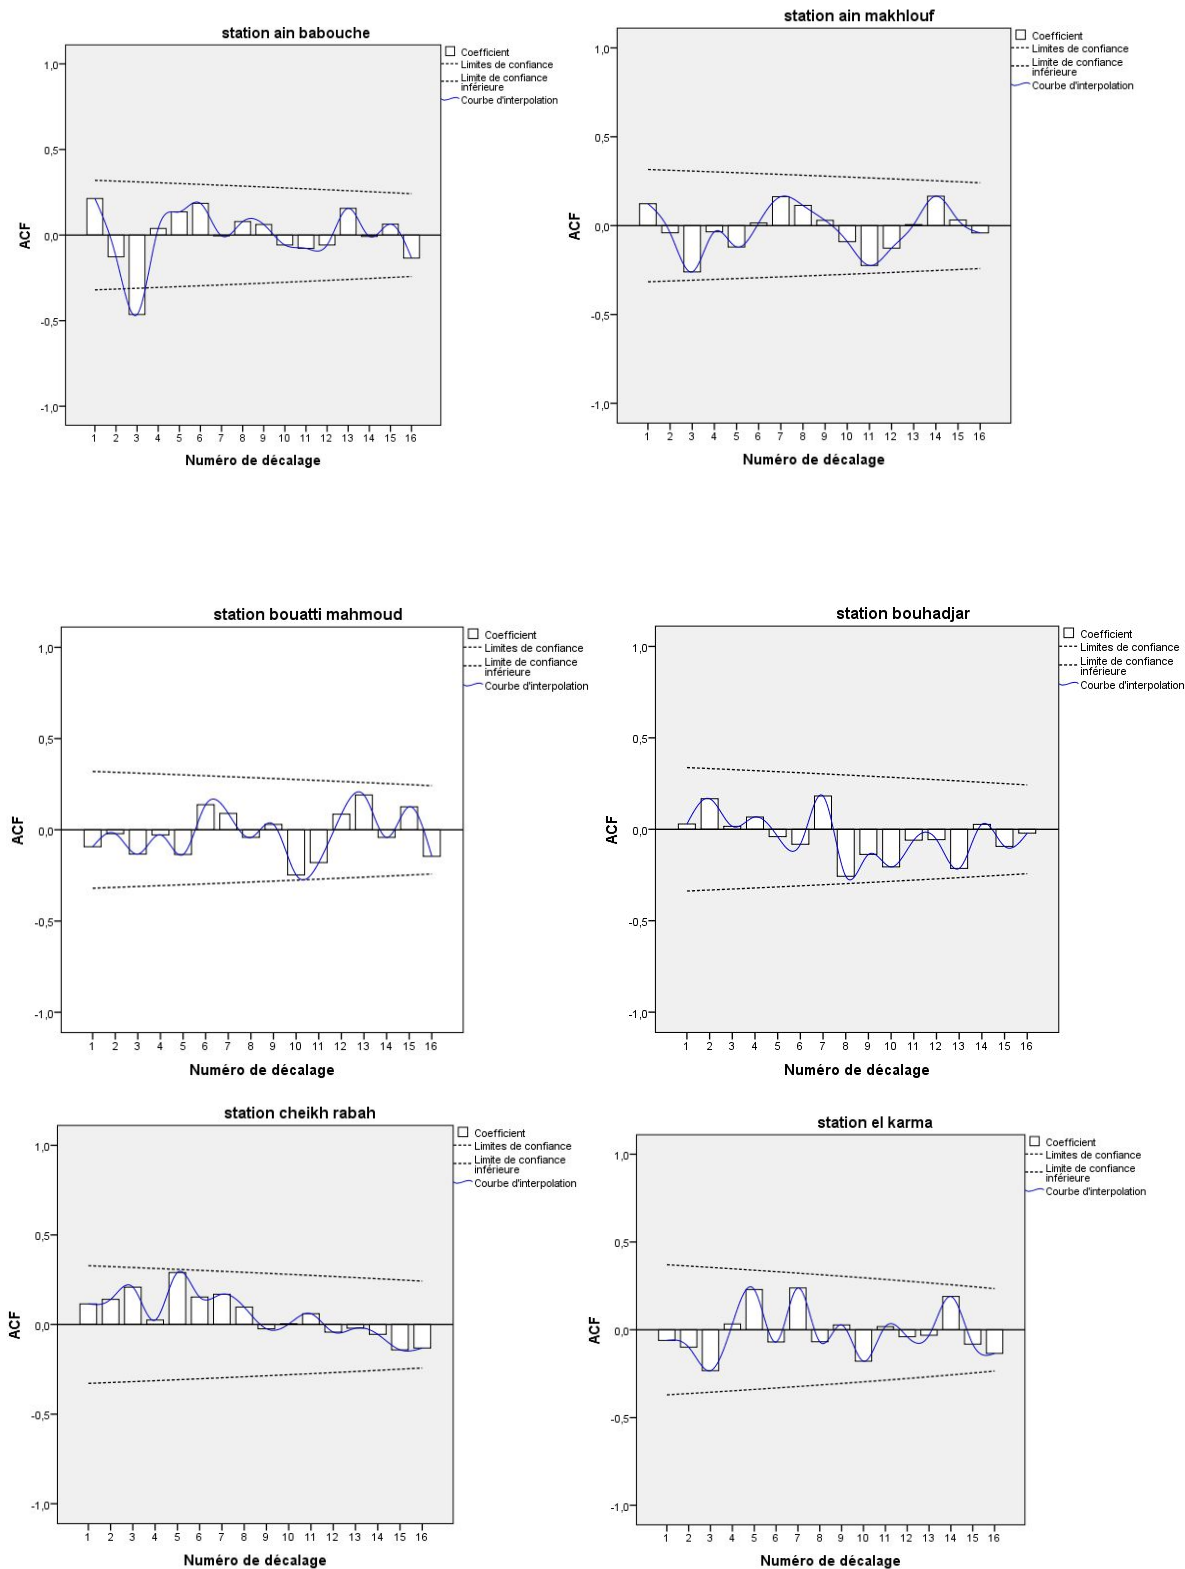 station ain babouche
Coefficient
Limites de confiance
Limite de confiance
inférieure
Courbe d'interpolation
1,0
0,5
0,0
-0,5
-1,0
ACF
1 2 3 4 5 6 7 8 9 10 11 12 13 14 15 16
Numéro de décalage
station ain makhlouf
Coefficient
Limites de confiance
Limite de confiance
inférieure
Courbe d'interpolation
1,0
0,5
0,0
-0,5
-1,0
ACF
1 2 3 4 5 6 7 8 9 10 11 12 13 14 15 16
Numéro de décalage
station bouatti mahmoud
Coefficient
Limites de confiance
Limite de confiance
inférieure
Courbe d'interpolation
1,0
0,5
0,0
-0,5
-1,0
ACF
1 2 3 4 5 6 7 8 9 10 11 12 13 14 15 16
Numéro de décalage
station bouhadjar
Coefficient
Limites de confiance
Limite de confiance
inférieure
Courbe d'interpolation
1,0
0,5
0,0
-0,5
-1,0
ACF
1 2 3 4 5 6 7 8 9 10 11 12 13 14 15 16
Numéro de décalage
station cheikh rabah
Coefficient
Limites de confiance
Limite de confiance
inférieure
Courbe d'interpolation
1,0
0,5
0,0
-0,5
-1,0
ACF
1 2 3 4 5 6 7 8 9 10 11 12 13 14 15 16
Numéro de décalage
station el karma
Coefficient
Limites de confiance
Limite de confiance
inférieure
Courbe d'interpolation
1,0
0,5
0,0
-0,5
-1,0
ACF
1 2 3 4 5 6 7 8 9 10 11 12 13 14 15 16
Numéro de décalage